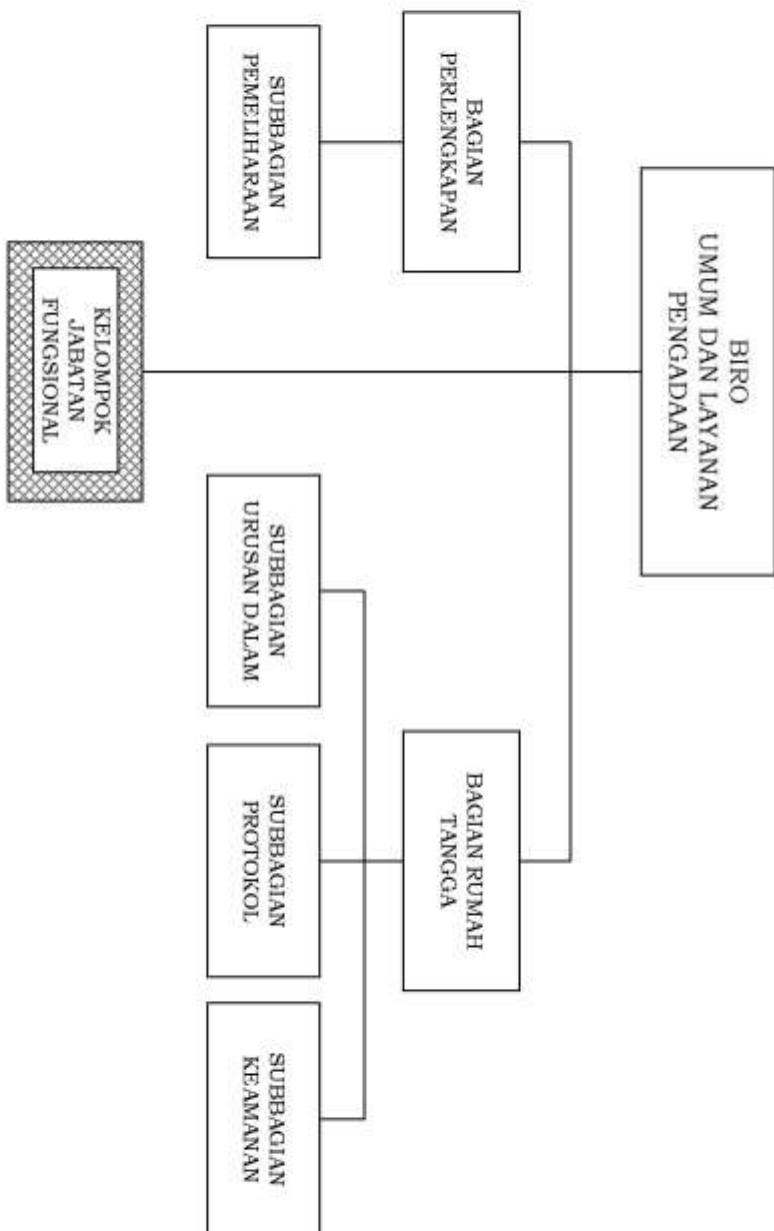 BIRO
UMUM DAN LAYANAN
PENGADAAN
BAGIAN
PERLENGKAPAN
BAGIAN RUMAH
TANGGA
SUBBAGIAN
PEMELIHARAAN
SUBBAGIAN
URUSAN DALAM
SUBBAGIAN
PROTOKOL
SUBBAGIAN
KEAMANAN
KELOMPOK
JABATAN
FUNGSIONAL